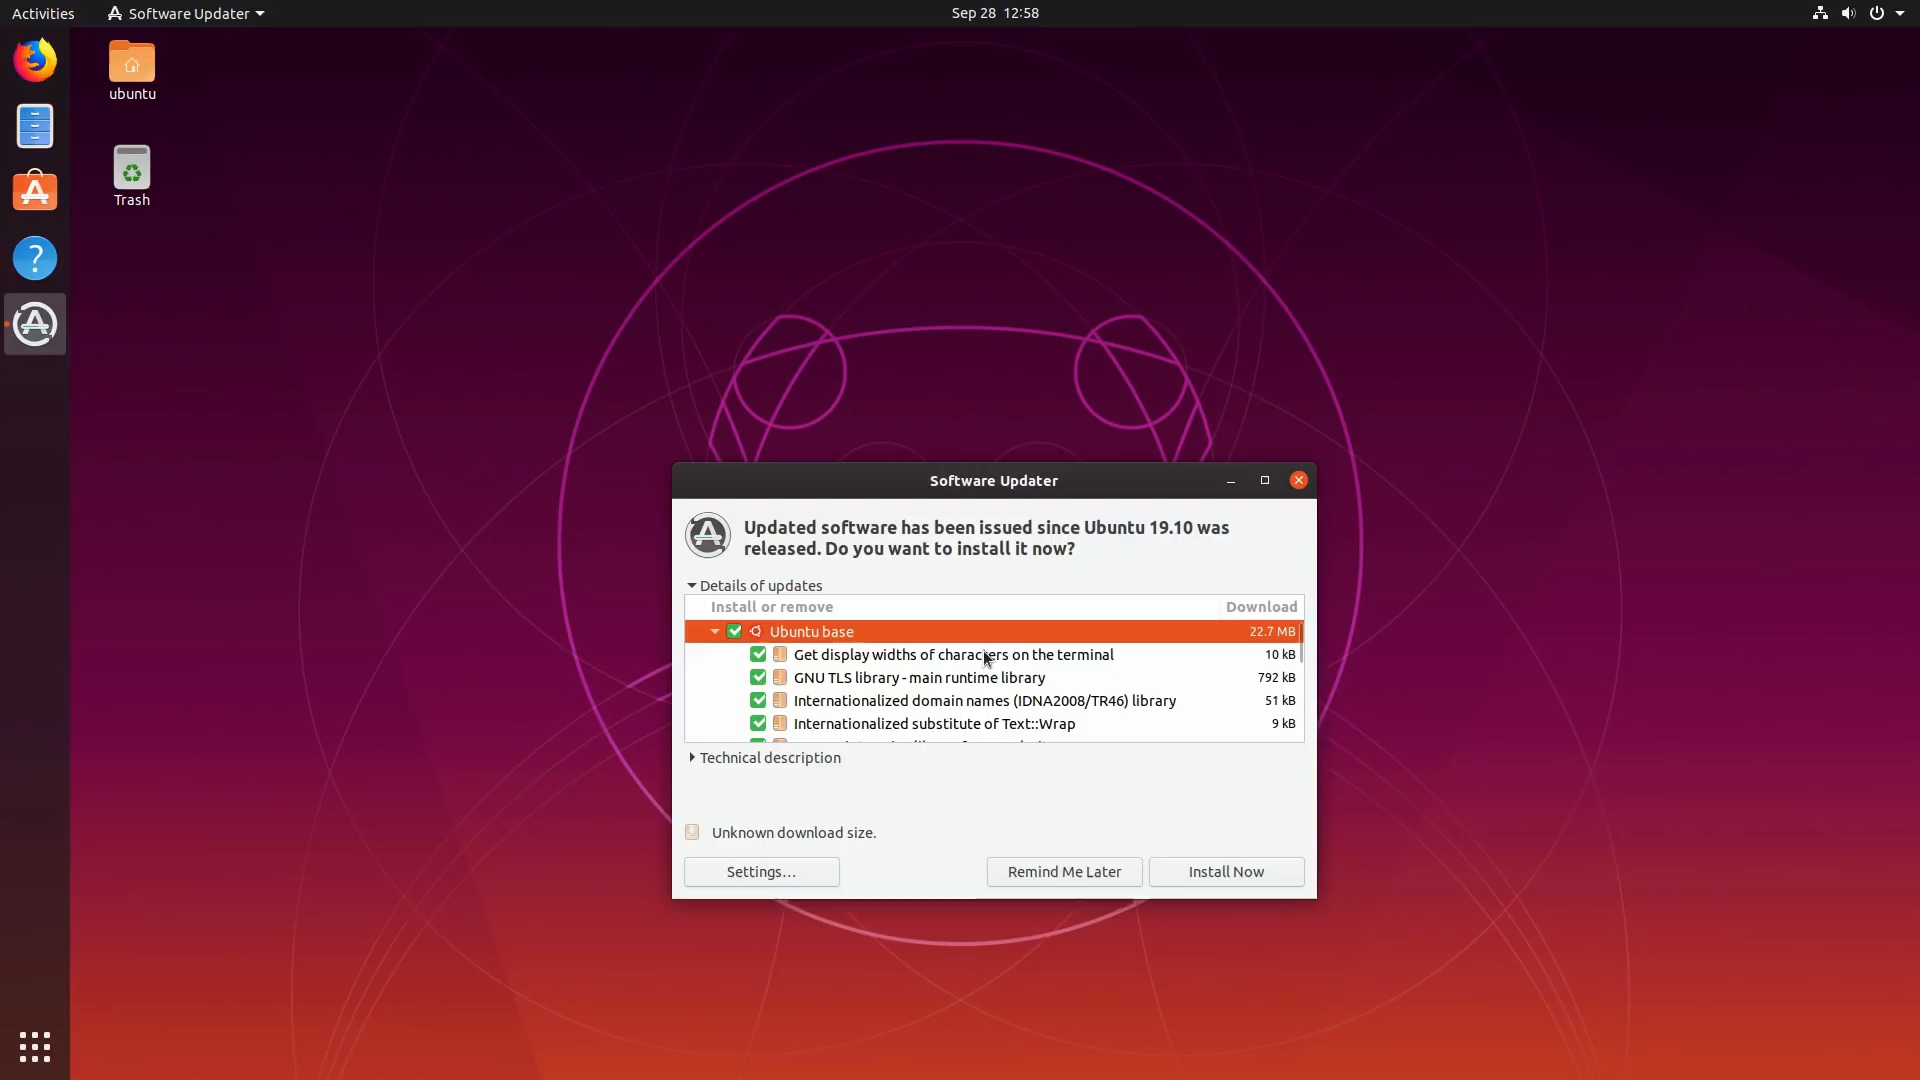 Activities
Software Updater
Sep 28 12:58
ubuntu
Trash
Software Updater
Updated software has been issued since Ubuntu 19.10 was
released. Do you want to install it now?
Details of updates
Install or remove Download
Ubuntu base 22.7 MB
Get display widths of characters on the terminal 10 kB
GNU TLS library - main runtime library 792 kB
Internationalized domain names (IDNA2008/TR46) library 51 kB
Internationalized substitute of Text::Wrap 9 kB
Technical description
Unknown download size.
Settings…
Remind Me Later
Install Now